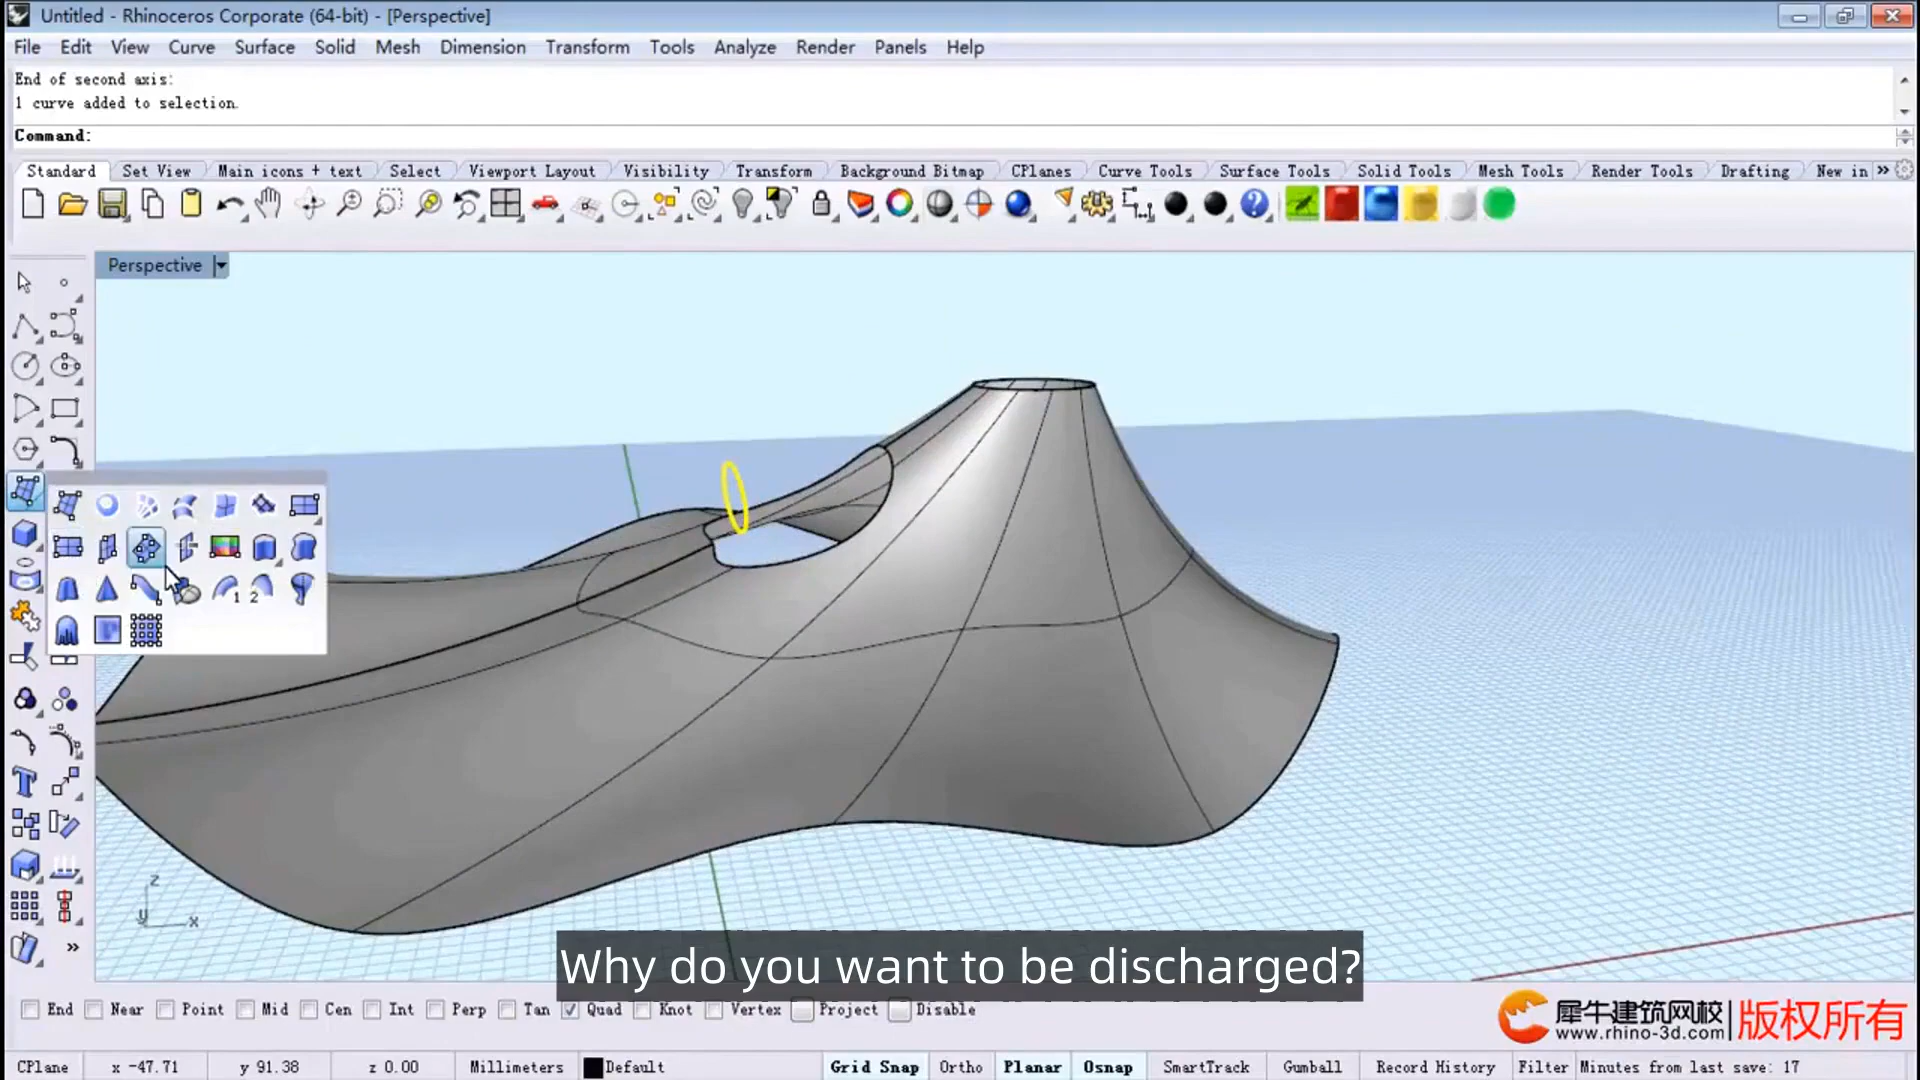 Untitled - Rhinoceros Corporate (64-bit) - [Perspective]
File Edit View Curve Surface Solid Mesh Dimension Transform Tools Analyze Render Panels Help
End of second axis:
1 curve added to selection.
Command:
Standard Set View Main icons + text Select Viewport Layout Visibility Transform Background Bitmap CPlanes Curve Tools Surface Tools Solid Tools Mesh Tools Render Tools Drafting New in
Perspective
1 2
z
y x
Why do you want to be discharged?
End Near Point Mid Cen Int Perp Tan Quad Knot Vertex Project Disable
犀牛建筑网校
www.rhino-3d.com
版权所有
CPlane x -47.71 y 91.38 z 0.00 Millimeters Default Grid Snap Ortho Planar Osnap SmartTrack Gumball Record History Filter Minutes from last save: 17